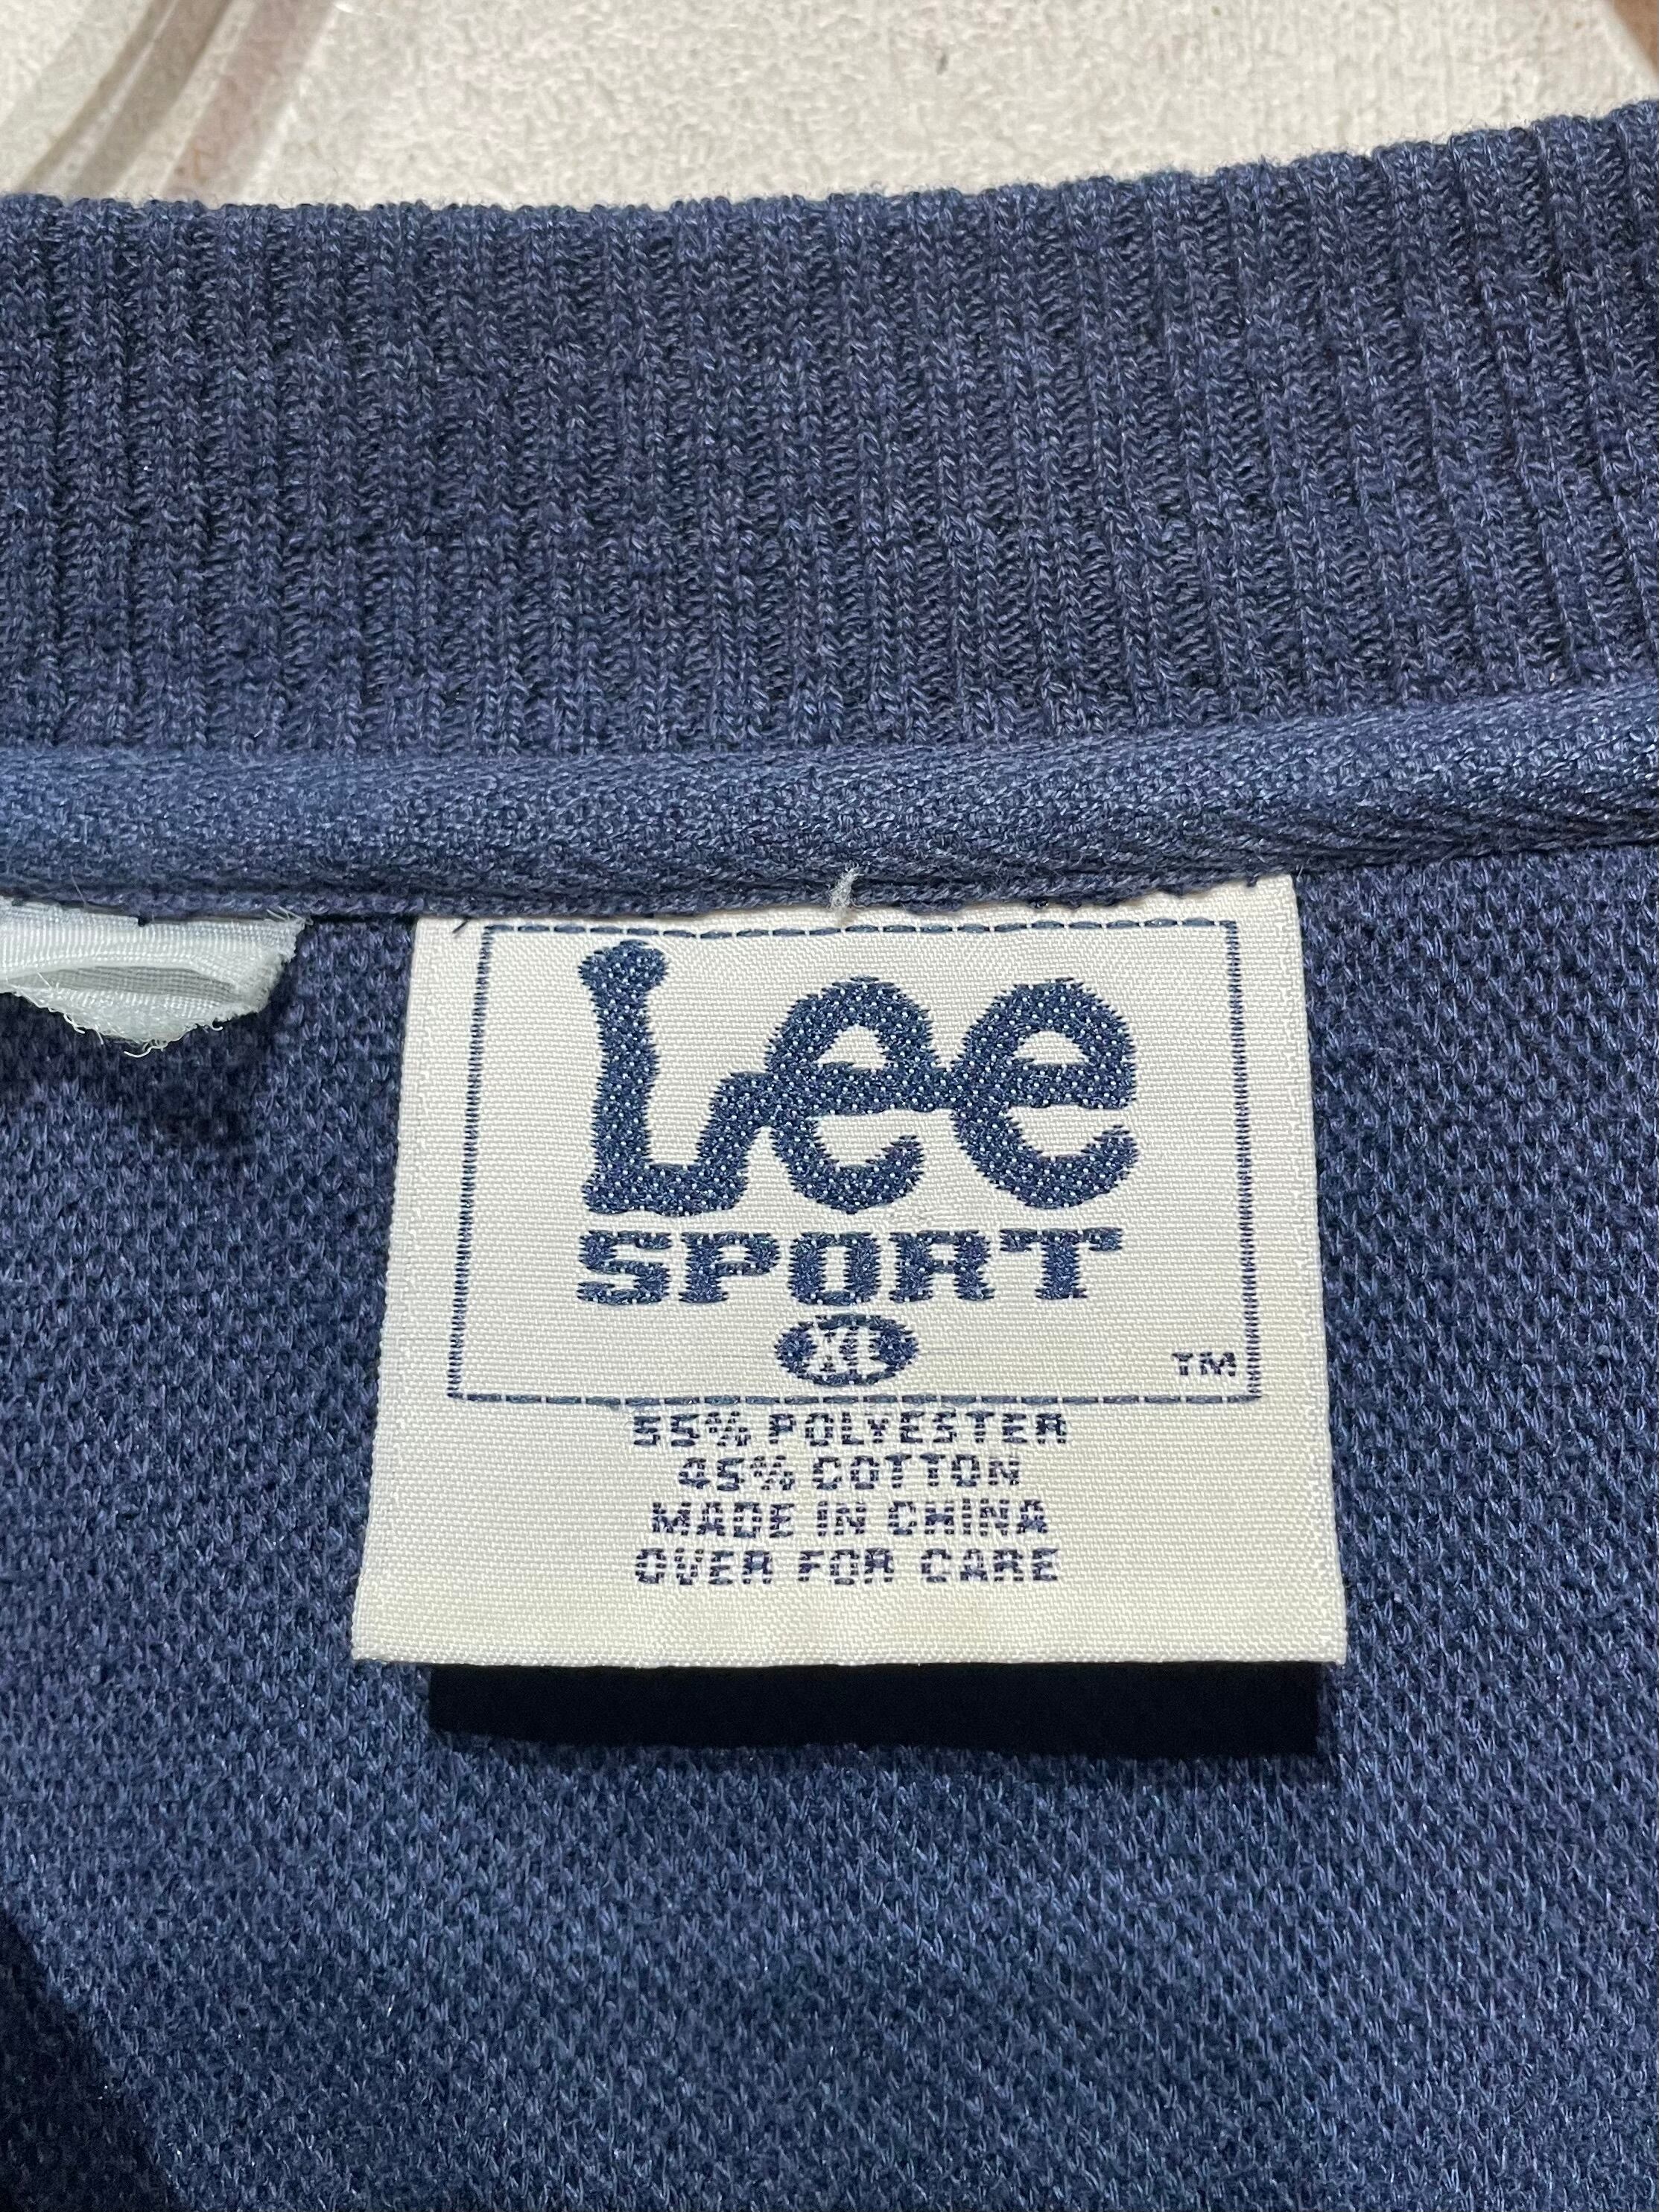 Lee
SPORT
XL
TM
55% POLYESTER
45% COTTON
MADE IN CHINA
OVER FOR CARE